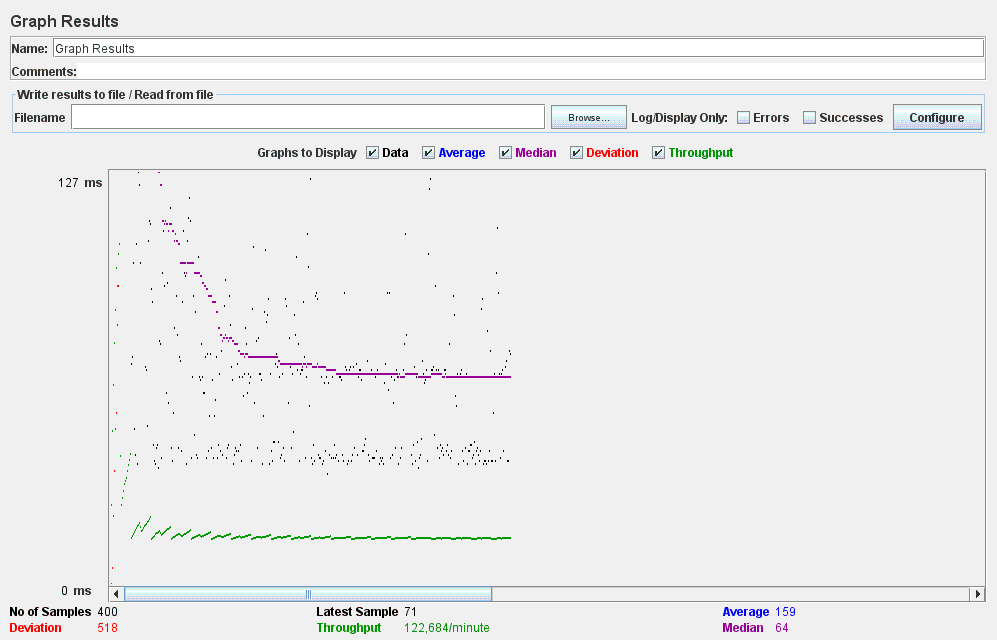 Graph Results
Name: Graph Results
Comments:
Write results to file / Read from file
Filename Browse... Log/Display Only: Errors Successes Configure
Graphs to Display Data Average Median Deviation Throughput
127 ms
0 ms
No of Samples 400 Latest Sample 71 Average 159
Deviation 518 Throughput 122,684/minute Median 64